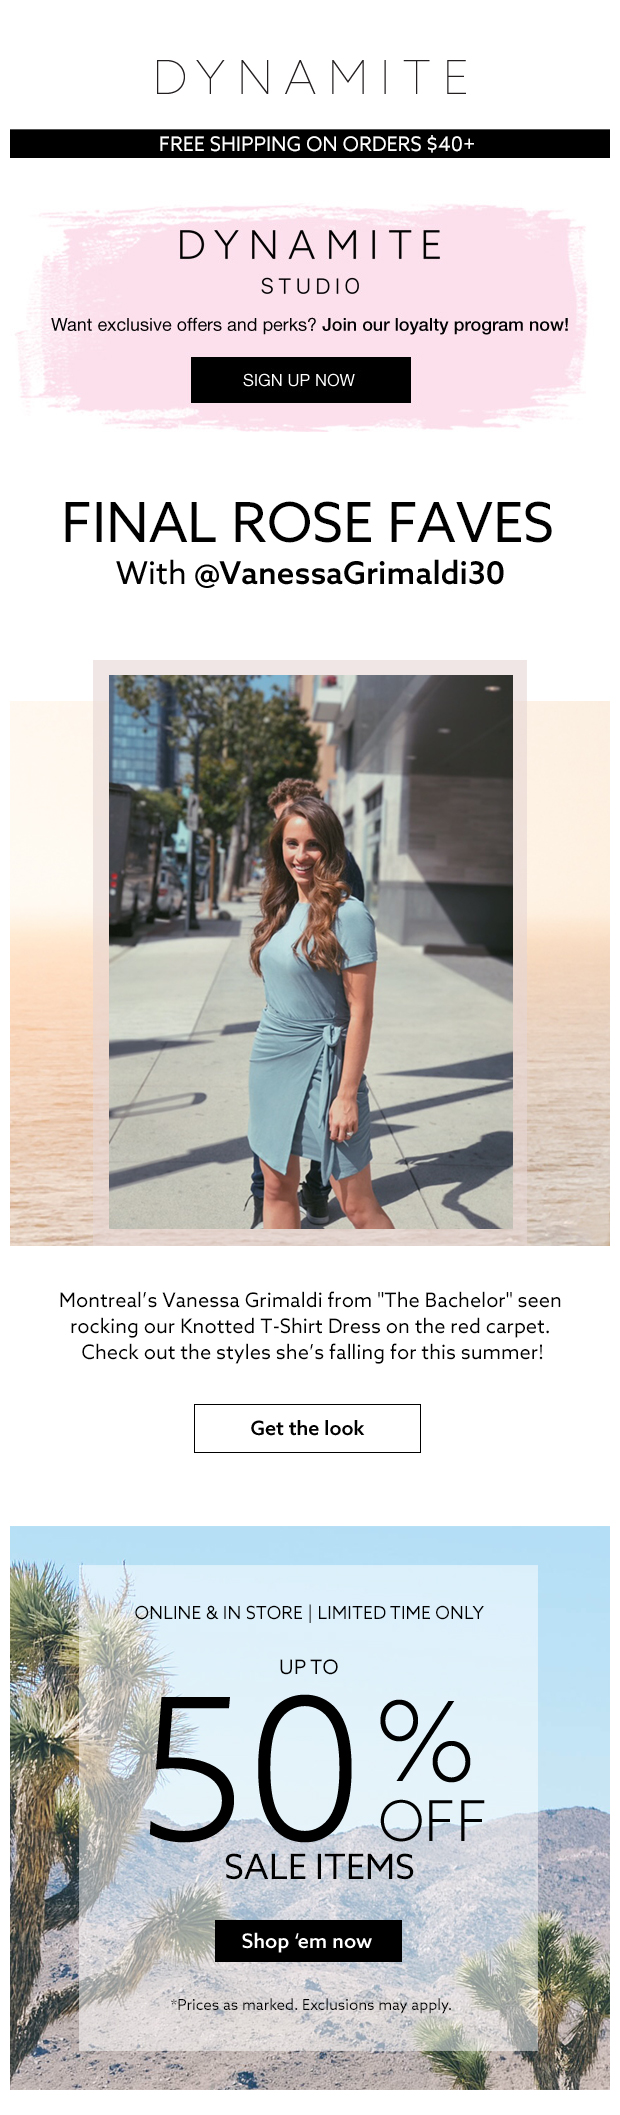 DYNAMITE
FREE SHIPPING ON ORDERS $40+
DYNAMITE
STUDIO
Want exclusive offers and perks? Join our loyalty program now!
SIGN UP NOW
FINAL ROSE FAVES
With @VanessaGrimaldi30
Montreal’s Vanessa Grimaldi from "The Bachelor" seen
rocking our Knotted T-Shirt Dress on the red carpet.
Check out the styles she’s falling for this summer!
Get the look
ONLINE & IN STORE | LIMITED TIME ONLY
UP TO
50%
OFF
SALE ITEMS
Shop ‘em now
*Prices as marked. Exclusions may apply.